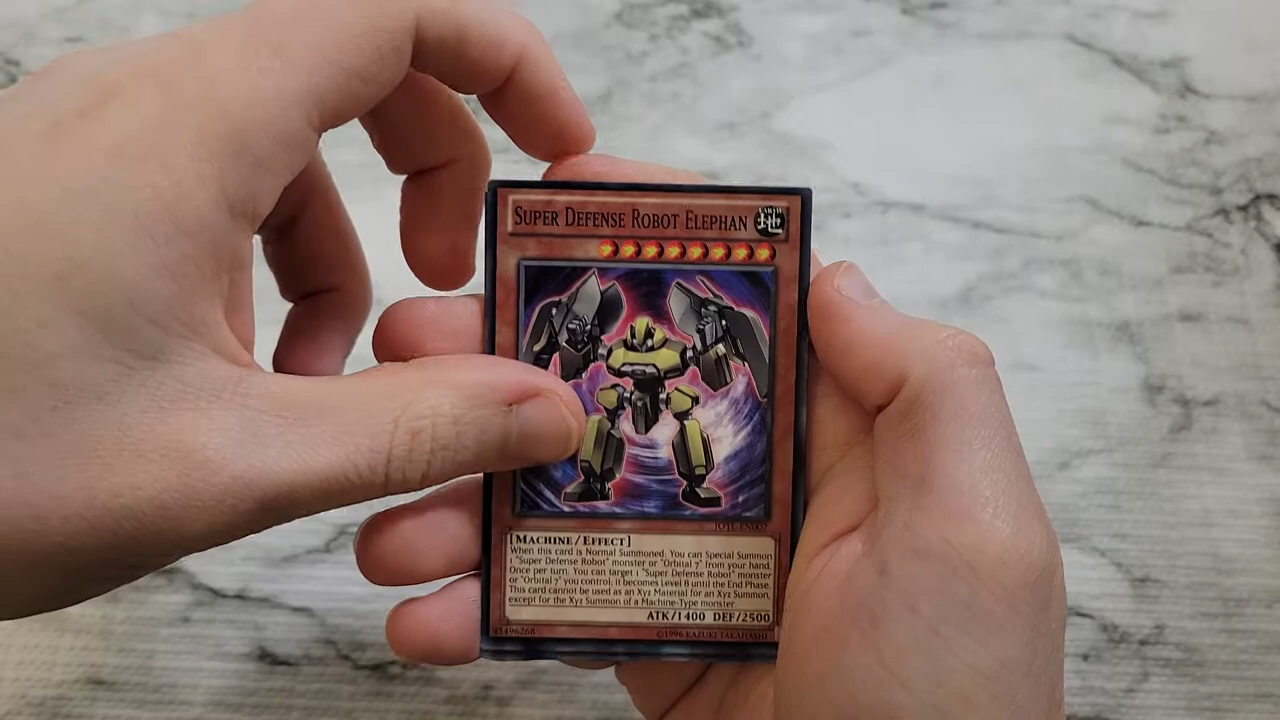 SUPER DEFENSE ROBOT ELEPHAN
EARTH
地
JOTL-EN007
[MACHINE/EFFECT]
When this card is Normal Summoned: You can Special Summon
1 "Super Defense Robot" monster or "Orbital 7" from your hand.
Once per turn: You can target 1 "Super Defense Robot" monster
or "Orbital 7" you control; it becomes Level 8 until the End Phase.
This card cannot be used as an Xyz Material for an Xyz Summon,
except for the Xyz Summon of a Machine-Type monster.
ATK/1400 DEF/2500
45496268
©1996 KAZUKI TAKAHASHI